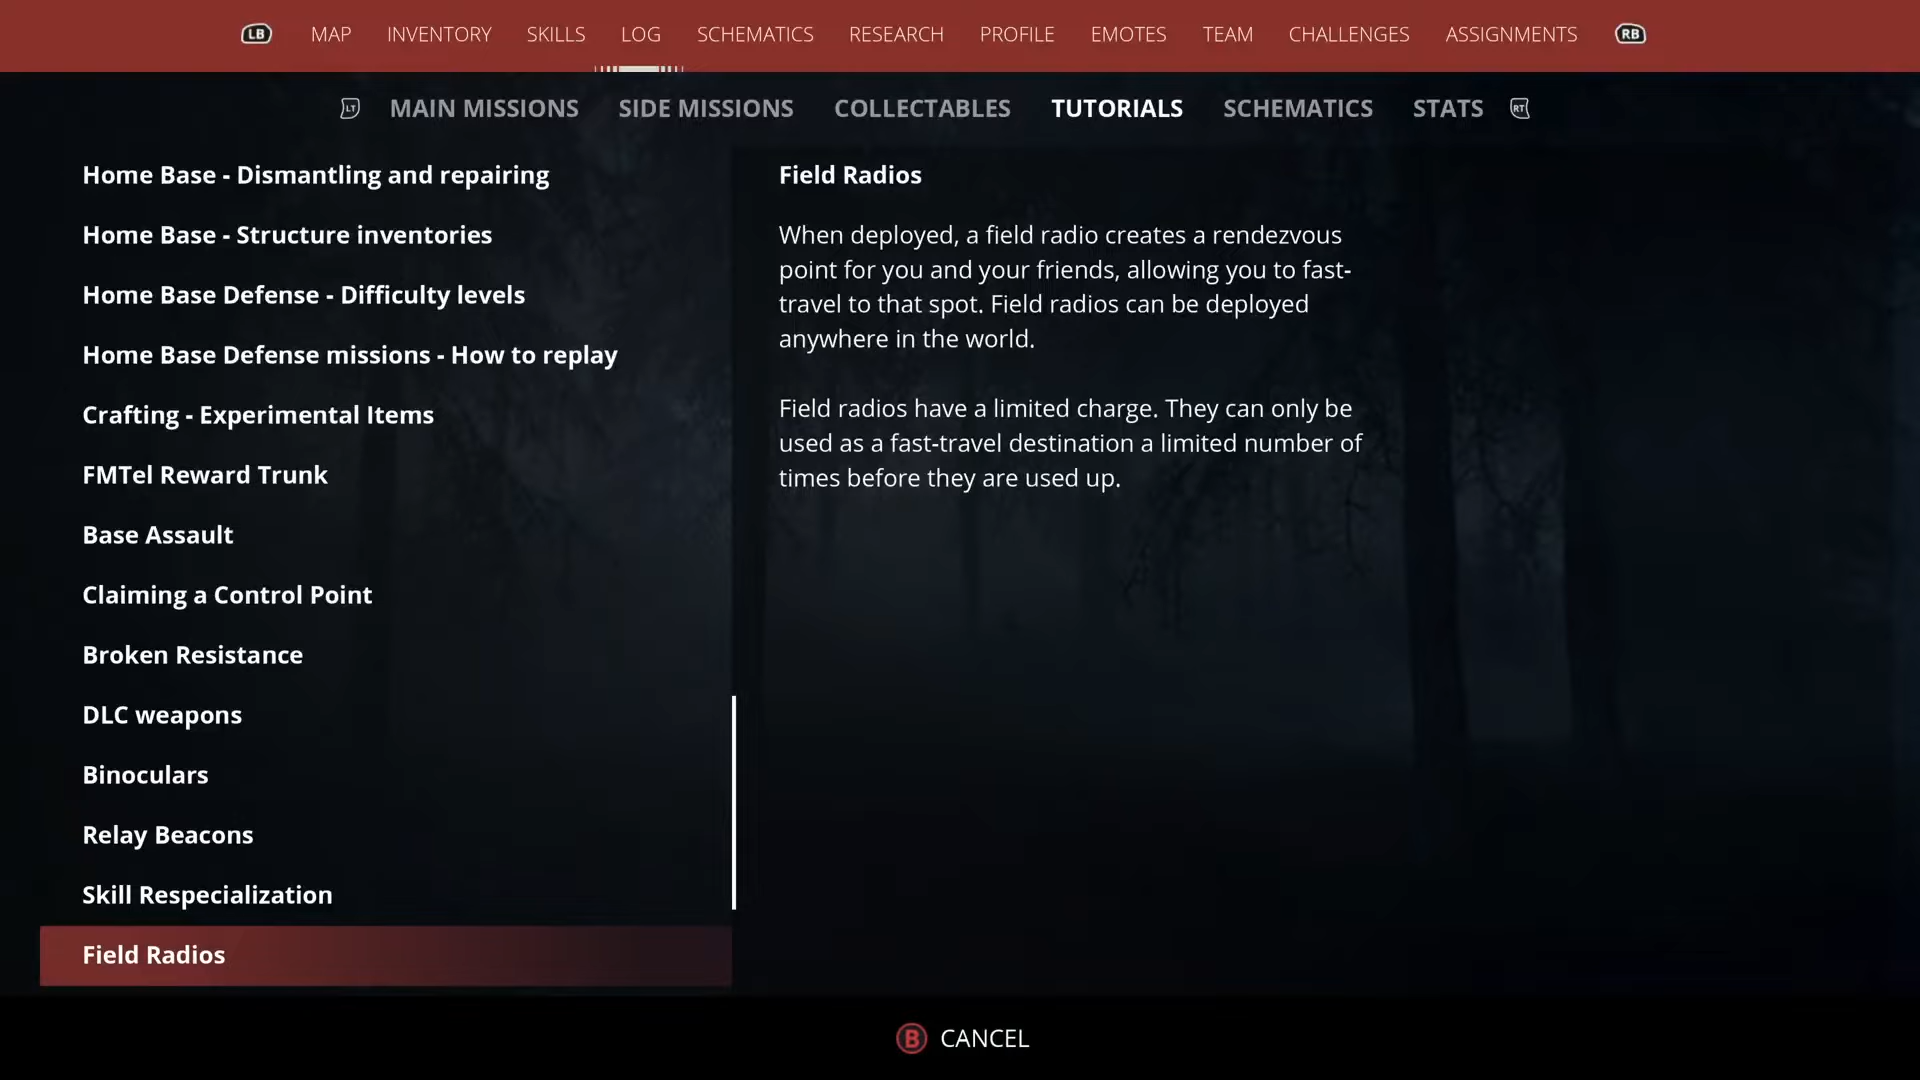 LB MAP INVENTORY SKILLS LOG SCHEMATICS RESEARCH PROFILE EMOTES TEAM CHALLENGES ASSIGNMENTS RB
LT MAIN MISSIONS SIDE MISSIONS COLLECTABLES TUTORIALS SCHEMATICS STATS RT
Home Base - Dismantling and repairing
Home Base - Structure inventories
Home Base Defense - Difficulty levels
Home Base Defense missions - How to replay
Crafting - Experimental Items
FMTel Reward Trunk
Base Assault
Claiming a Control Point
Broken Resistance
DLC weapons
Binoculars
Relay Beacons
Skill Respecialization
Field Radios
Field Radios
When deployed, a field radio creates a rendezvous
point for you and your friends, allowing you to fast-
travel to that spot. Field radios can be deployed
anywhere in the world.
Field radios have a limited charge. They can only be
used as a fast-travel destination a limited number of
times before they are used up.
B CANCEL